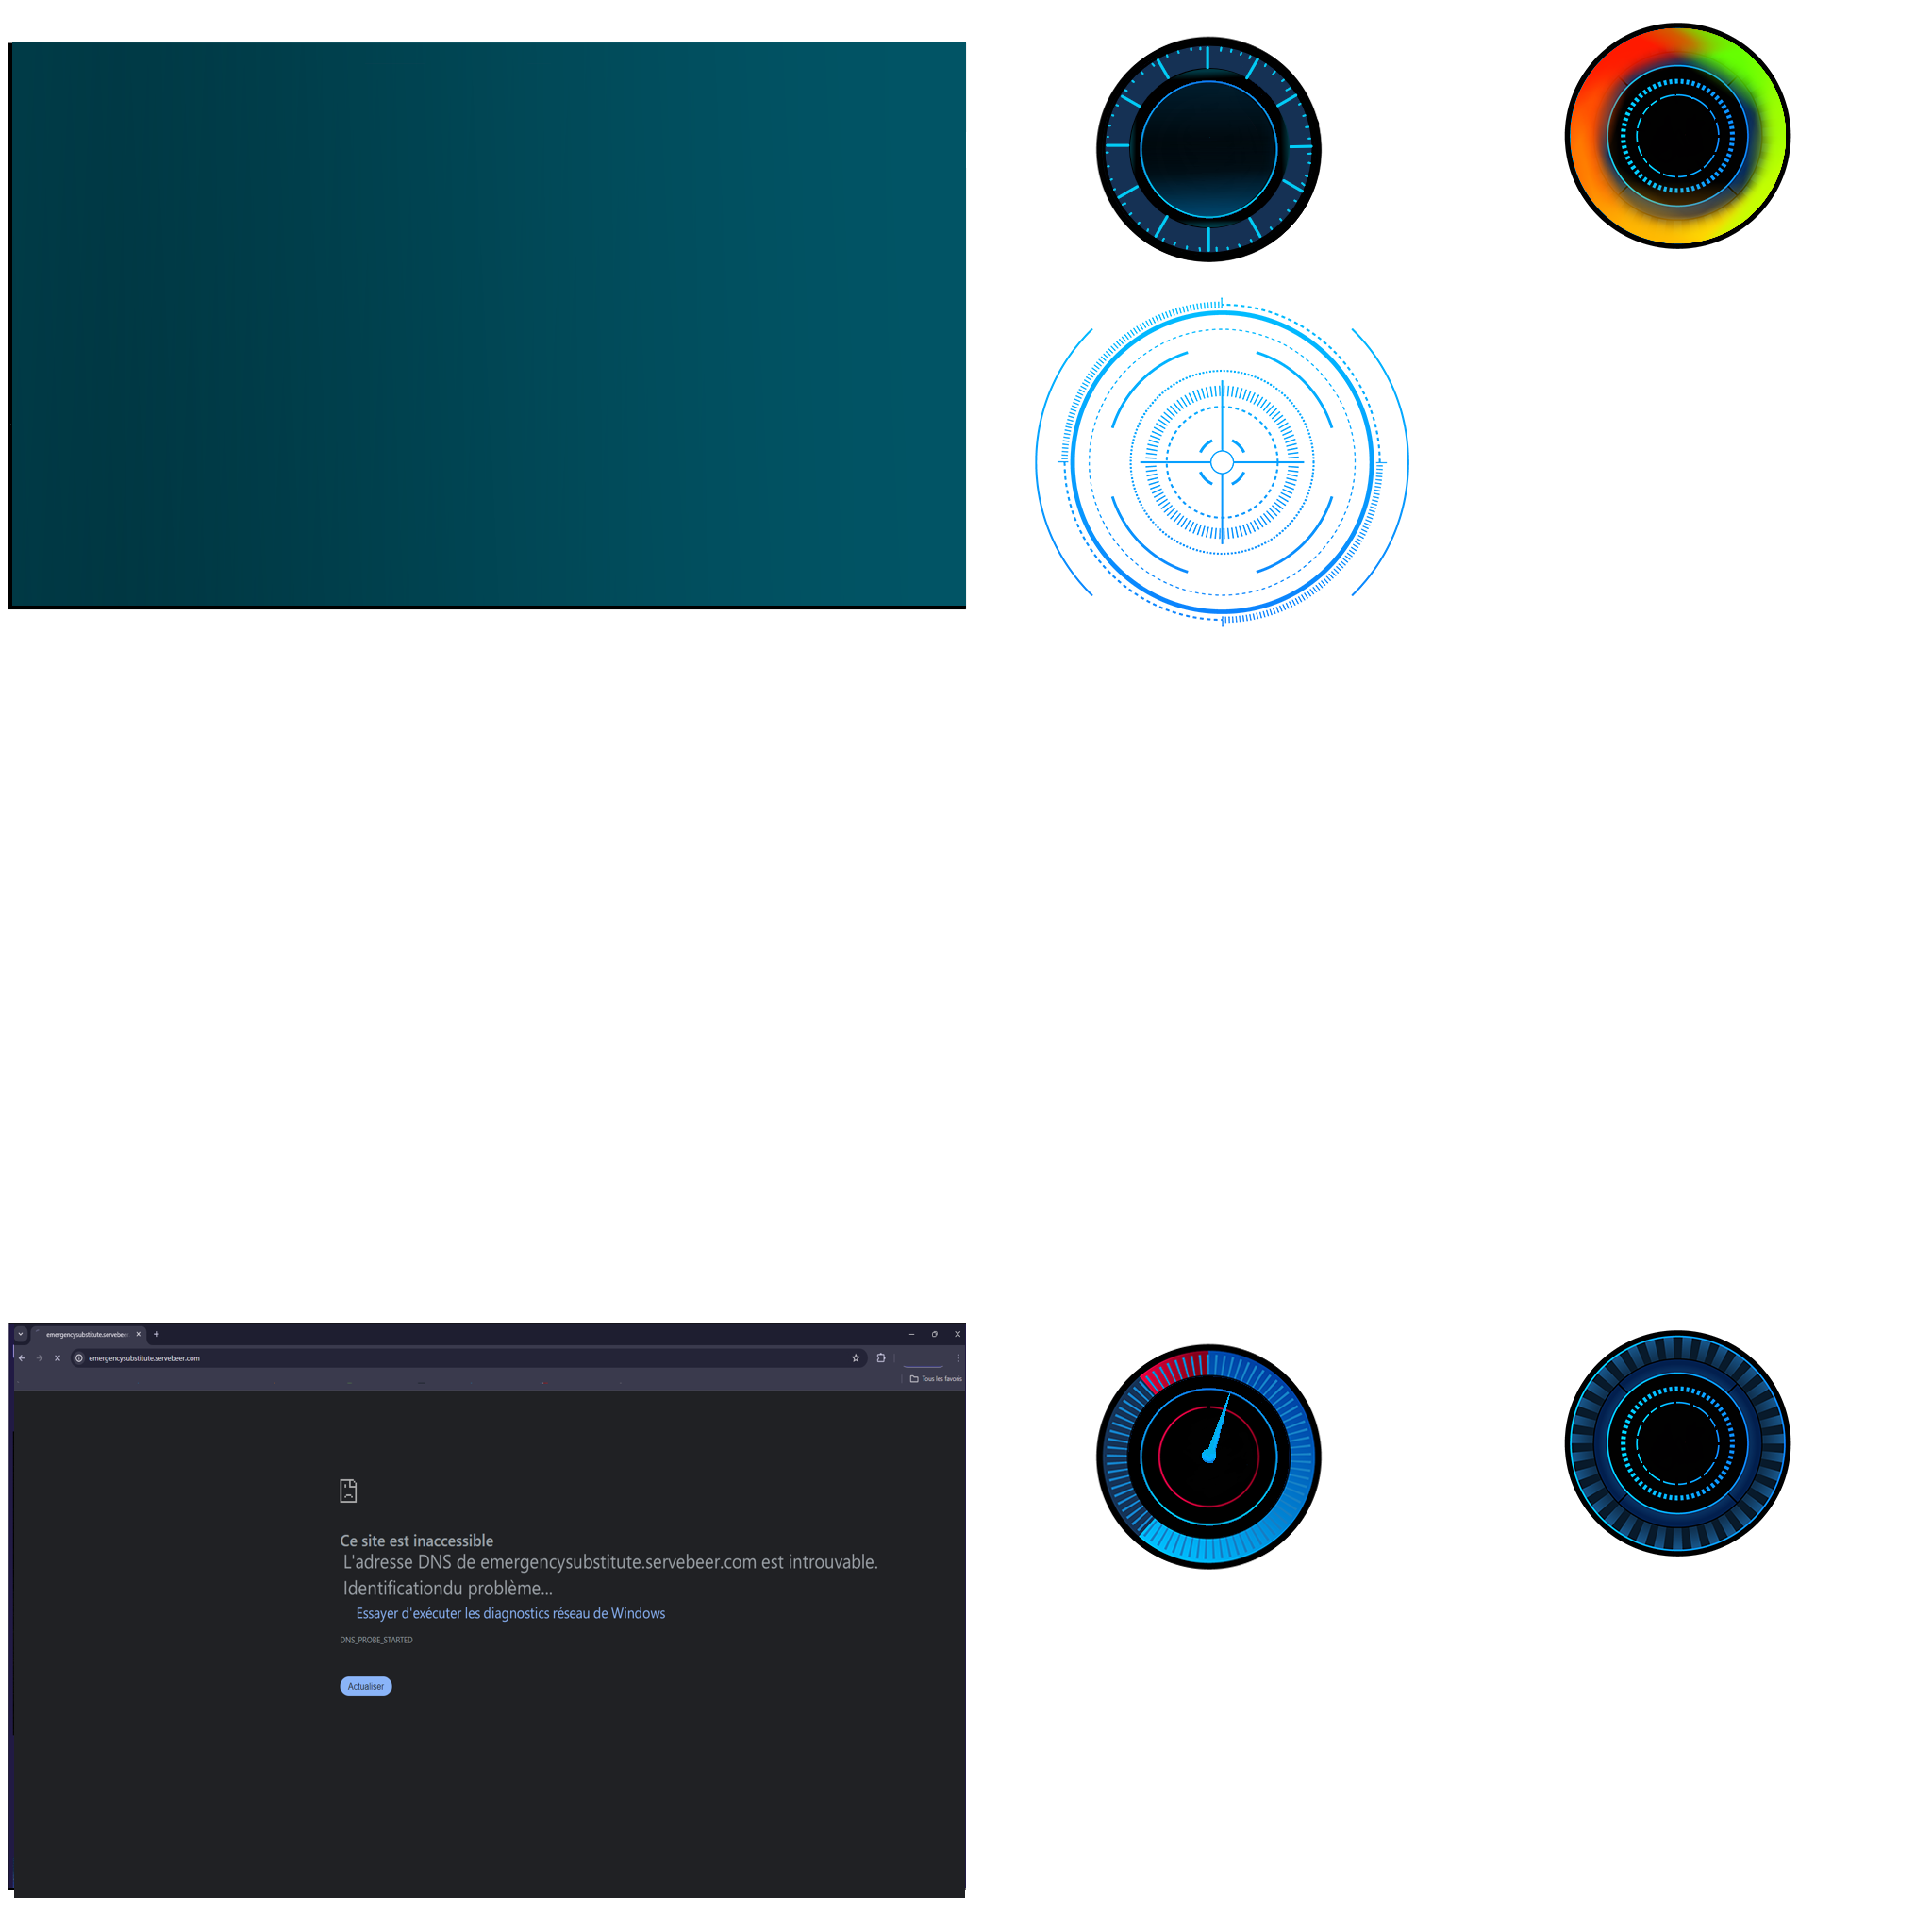 emergencysubstitute.servebeer
emergencysubstitute.servebeer.com
Tous les favoris
Ce site est inaccessible
L'adresse DNS de emergencysubstitute.servebeer.com est introuvable.
Identificationdu problème...
Essayer d'exécuter les diagnostics réseau de Windows
DNS_PROBE_STARTED
Actualiser